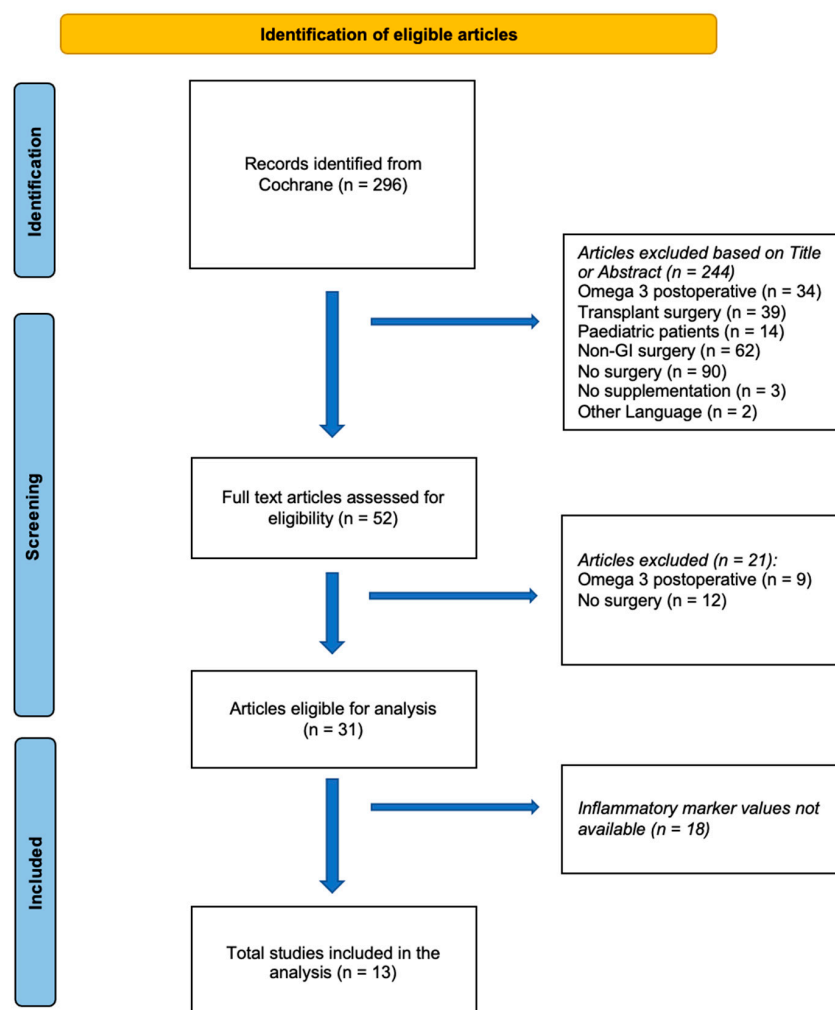 Identification of eligible articles
Identification
Records identified from
Cochrane (n = 296)
Articles excluded based on Title
or Abstract (n = 244)
Omega 3 postoperative (n = 34)
Transplant surgery (n = 39)
Paediatric patients (n = 14)
Non-GI surgery (n = 62)
No surgery (n = 90)
No supplementation (n = 3)
Other Language (n = 2)
Screening
Full text articles assessed for
eligibility (n = 52)
Articles excluded (n = 21):
Omega 3 postoperative (n = 9)
No surgery (n = 12)
Articles eligible for analysis
(n = 31)
Included
Inflammatory marker values not
available (n = 18)
Total studies included in the
analysis (n = 13)